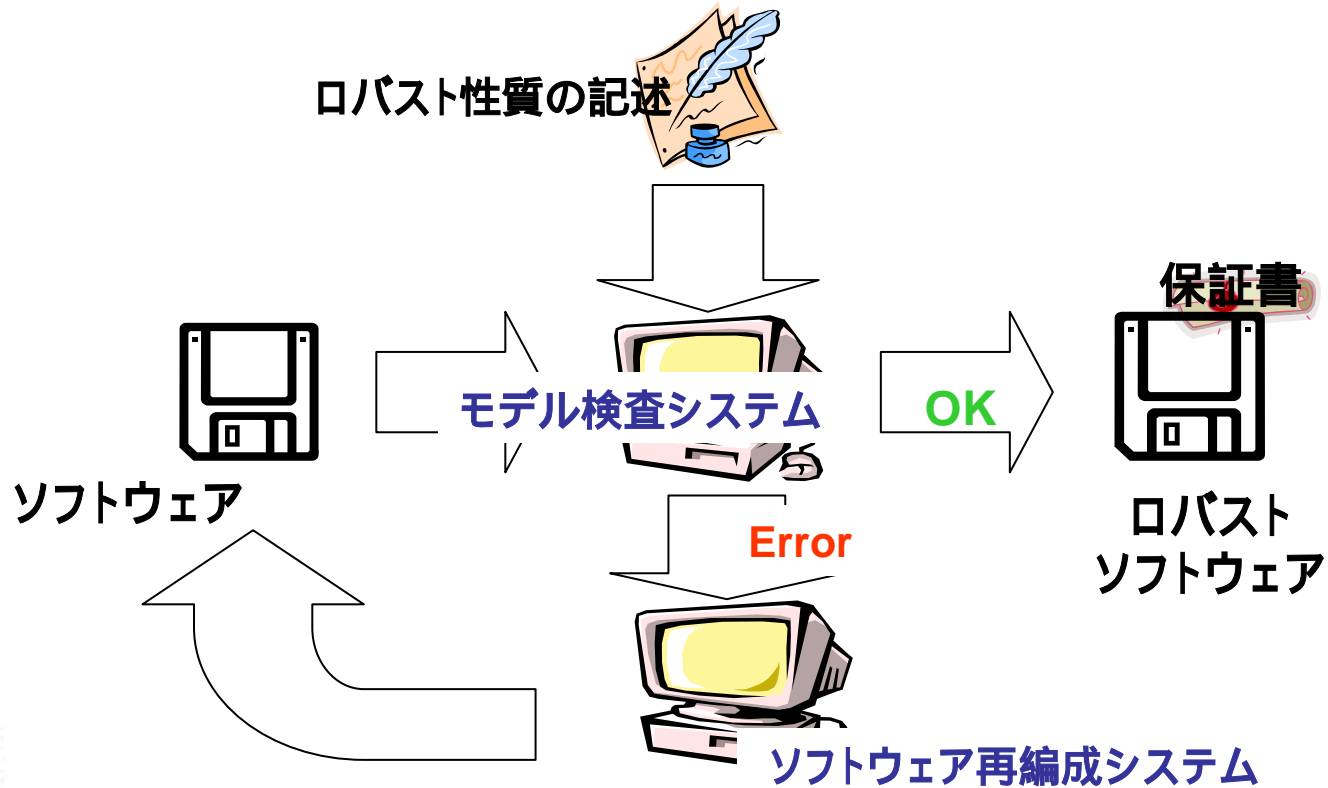 ロバスト性質の記述
保証書
モデル検査システム
OK
ソフトウェア
ロバスト
ソフトウェア
Error
ソフトウェア再編成システム